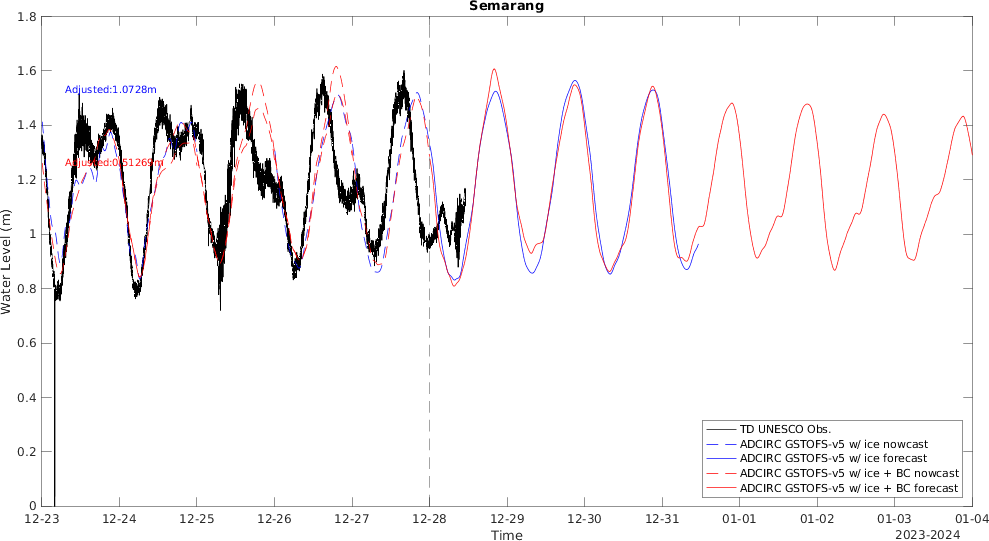 Semarang
1.8
1.6
1.4
1.2
1
0.8
0.6
0.4
0.2
0
Water Level (m)
Adjusted:1.0728m
Adjusted:0.51269m
TD UNESCO Obs.
ADCIRC GSTOFS-v5 w/ ice nowcast
ADCIRC GSTOFS-v5 w/ ice forecast
ADCIRC GSTOFS-v5 w/ ice + BC nowcast
ADCIRC GSTOFS-v5 w/ ice + BC forecast
12-23 12-24 12-25 12-26 12-27 12-28 12-29 12-30 12-31 01-01 01-02 01-03 01-04
Time
2023-2024